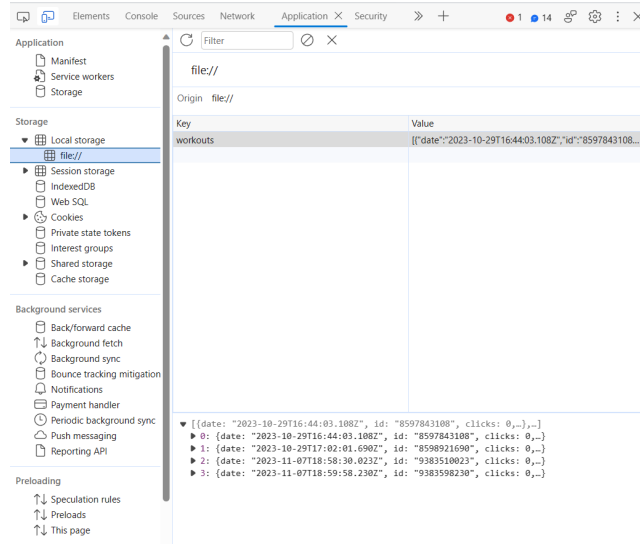 Elements Console Sources Network Application Security 1 14
Application
Manifest
Service workers
Storage
Storage
Local storage
file://
Session storage
IndexedDB
Web SQL
Cookies
Private state tokens
Interest groups
Shared storage
Cache storage
Background services
Back/forward cache
Background fetch
Background sync
Bounce tracking mitigation
Notifications
Payment handler
Periodic background sync
Push messaging
Reporting API
Preloading
Speculation rules
Preloads
This page
Filter
file://
Origin file://
Key Value
workouts [{"date":"2023-10-29T16:44:03.108Z","id":"8597843108...
[{date: "2023-10-29T16:44:03.108Z", id: "8597843108", clicks: 0,…},…]
0: {date: "2023-10-29T16:44:03.108Z", id: "8597843108", clicks: 0,…}
1: {date: "2023-10-29T17:02:01.690Z", id: "8598921690", clicks: 0,…}
2: {date: "2023-11-07T18:58:30.023Z", id: "9383510023", clicks: 0,…}
3: {date: "2023-11-07T18:59:58.230Z", id: "9383598230", clicks: 0,…}